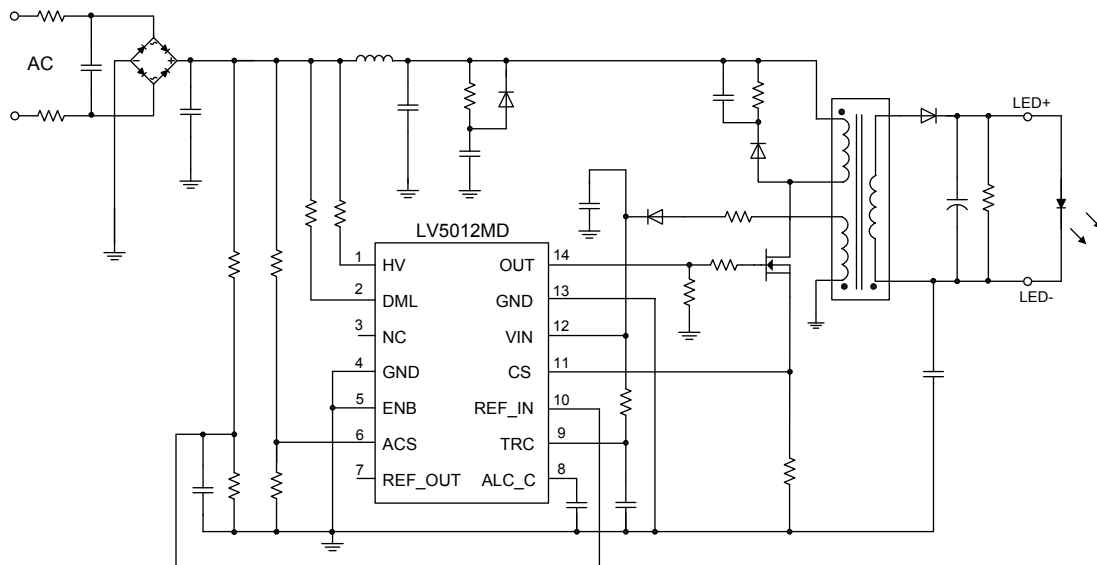 AC
LV5012MD
LED+
LED-
1 HV
2 DML
3 NC
4 GND
5 ENB
6 ACS
7 REF_OUT
OUT 14
GND 13
VIN 12
CS 11
REF_IN 10
TRC 9
ALC_C 8